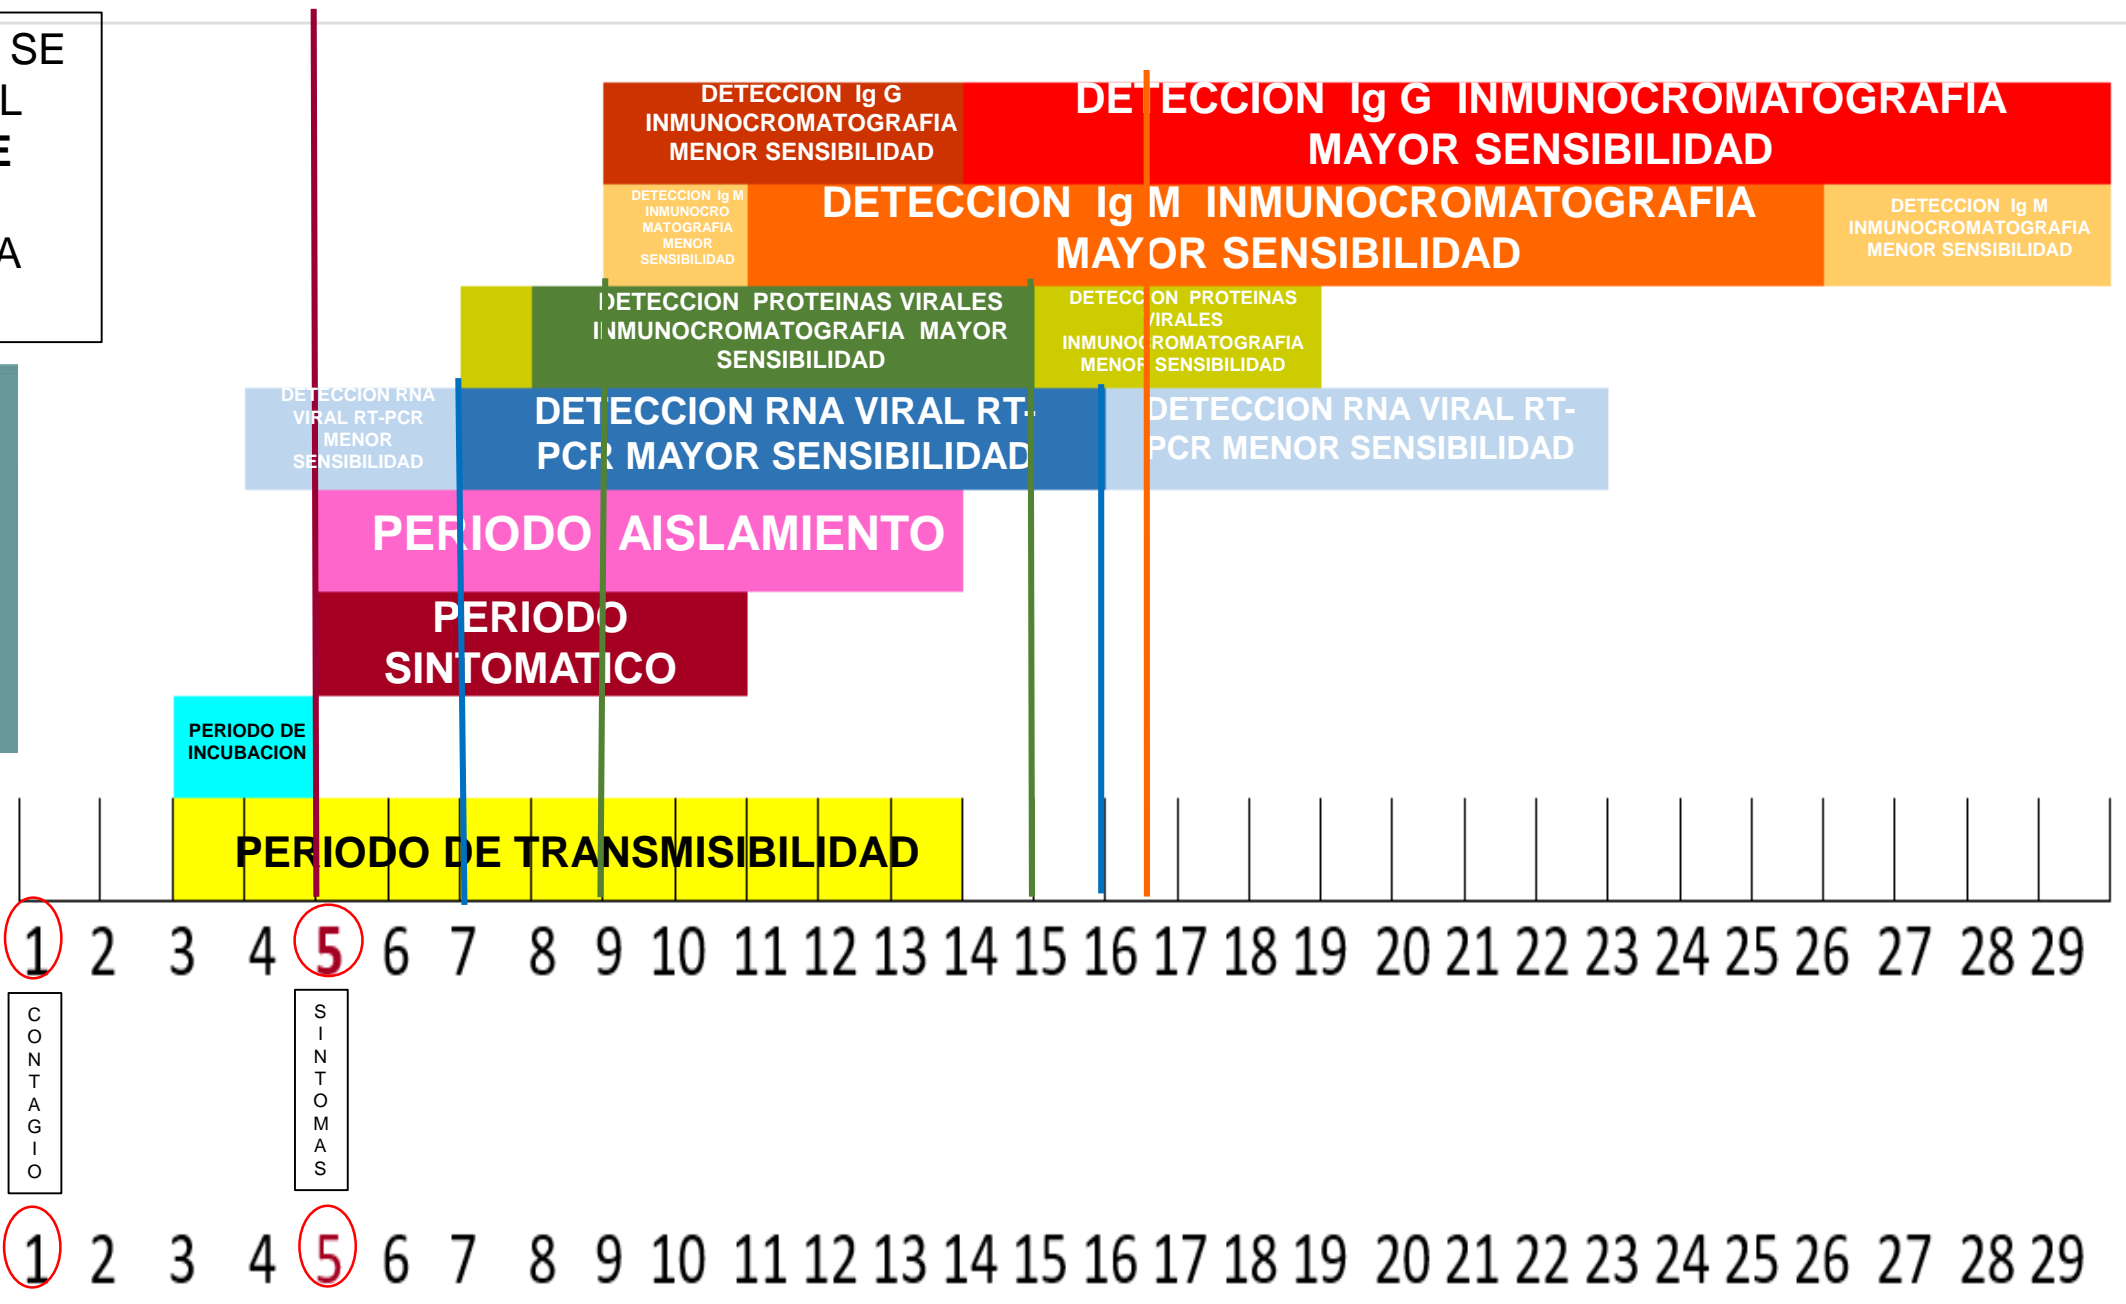 SE
L
E
A
DETECCION Ig G
INMUNOCROMATOGRAFIA
MENOR SENSIBILIDAD
DETECCION Ig G INMUNOCROMATOGRAFIA
MAYOR SENSIBILIDAD
DETECCION Ig M
INMUNOCRO
MATOGRAFIA
MENOR
SENSIBILIDAD
DETECCION Ig M INMUNOCROMATOGRAFIA
MAYOR SENSIBILIDAD
DETECCION Ig M
INMUNOCROMATOGRAFIA
MENOR SENSIBILIDAD
DETECCION PROTEINAS VIRALES
INMUNOCROMATOGRAFIA MAYOR
SENSIBILIDAD
DETECCION PROTEINAS
VIRALES
INMUNOCROMATOGRAFIA
MENOR SENSIBILIDAD
DETECCION RNA
VIRAL RT-PCR
MENOR
SENSIBILIDAD
DETECCION RNA VIRAL RT-
PCR MAYOR SENSIBILIDAD
DETECCION RNA VIRAL RT-
PCR MENOR SENSIBILIDAD
PERIODO AISLAMIENTO
PERIODO
SINTOMATICO
PERIODO DE
INCUBACION
PERIODO DE TRANSMISIBILIDAD
1 2 3 4 5 6 7 8 9 10 11 12 13 14 15 16 17 18 19 20 21 22 23 24 25 26 27 28 29
CONTAGIO
SINTOMAS
1 2 3 4 5 6 7 8 9 10 11 12 13 14 15 16 17 18 19 20 21 22 23 24 25 26 27 28 29